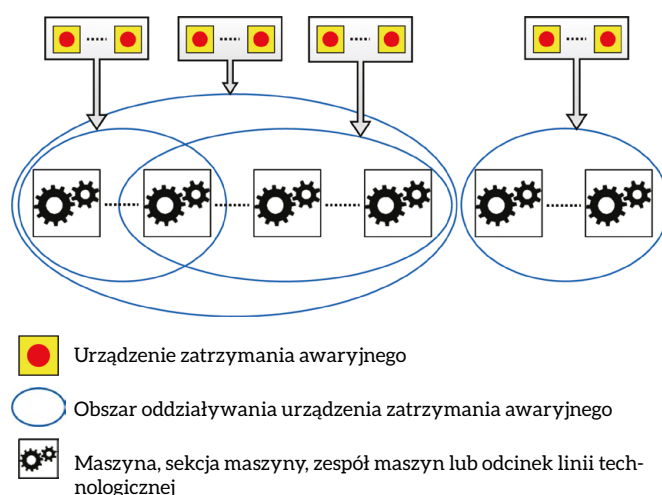 Urządzenie zatrzymania awaryjnego
Obszar oddziaływania urządzenia zatrzymania awaryjnego
Maszyna, sekcja maszyny, zespół maszyn lub odcinek linii tech-
nologicznej